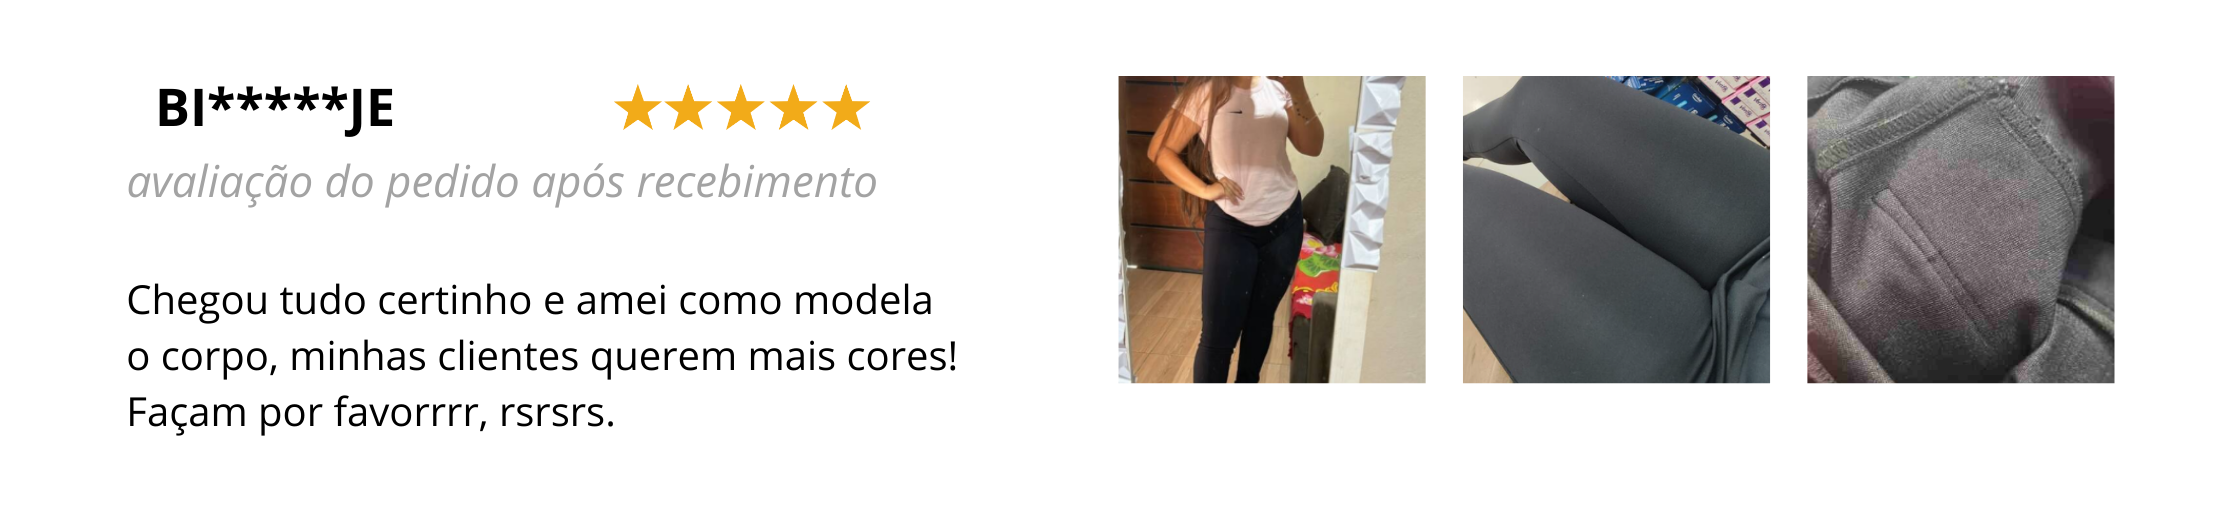 BI*****JE
avaliação do pedido após recebimento
Chegou tudo certinho e amei como modela
o corpo, minhas clientes querem mais cores!
Façam por favorrrr, rsrsrs.